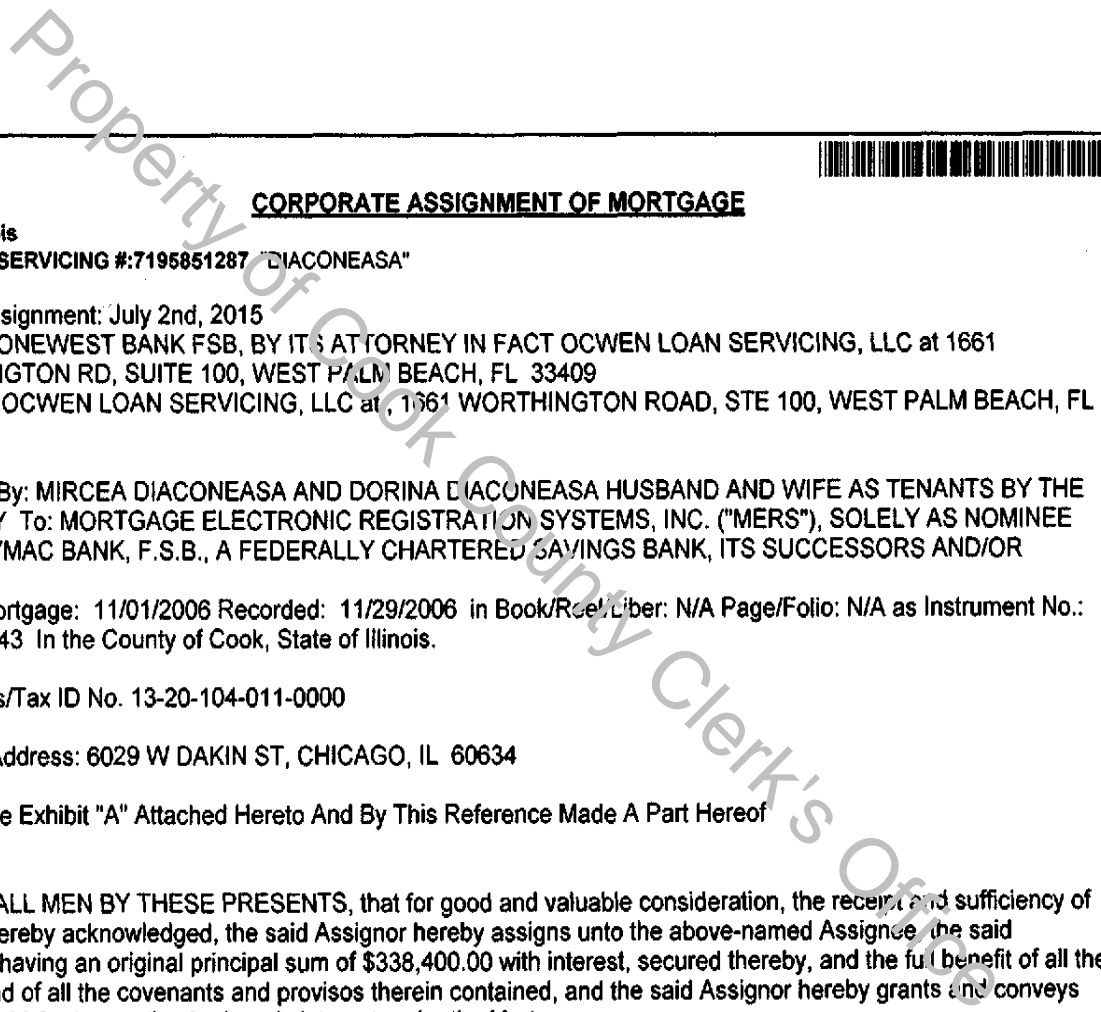 Property of Cook County Clerk's Office
CORPORATE ASSIGNMENT OF MORTGAGE
is
SERVICING #:7195851287 "DIACONEASA"
signment: July 2nd, 2015
ONEWEST BANK FSB, BY ITS ATTORNEY IN FACT OCWEN LOAN SERVICING, LLC at 1661
IGTON RD, SUITE 100, WEST PALM BEACH, FL 33409
OCWEN LOAN SERVICING, LLC at , 1661 WORTHINGTON ROAD, STE 100, WEST PALM BEACH, FL
By: MIRCEA DIACONEASA AND DORINA DIACONEASA HUSBAND AND WIFE AS TENANTS BY THE
Y To: MORTGAGE ELECTRONIC REGISTRATION SYSTEMS, INC. ("MERS"), SOLELY AS NOMINEE
YMAC BANK, F.S.B., A FEDERALLY CHARTERED SAVINGS BANK, ITS SUCCESSORS AND/OR
ortgage: 11/01/2006 Recorded: 11/29/2006 in Book/Reel/Liber: N/A Page/Folio: N/A as Instrument No.:
43 In the County of Cook, State of Illinois.
s/Tax ID No. 13-20-104-011-0000
Address: 6029 W DAKIN ST, CHICAGO, IL 60634
e Exhibit "A" Attached Hereto And By This Reference Made A Part Hereof
ALL MEN BY THESE PRESENTS, that for good and valuable consideration, the receipt and sufficiency of
ereby acknowledged, the said Assignor hereby assigns unto the above-named Assignee, the said
having an original principal sum of $338,400.00 with interest, secured thereby, and the full benefit of all the
d of all the covenants and provisos therein contained, and the said Assignor hereby grants and conveys